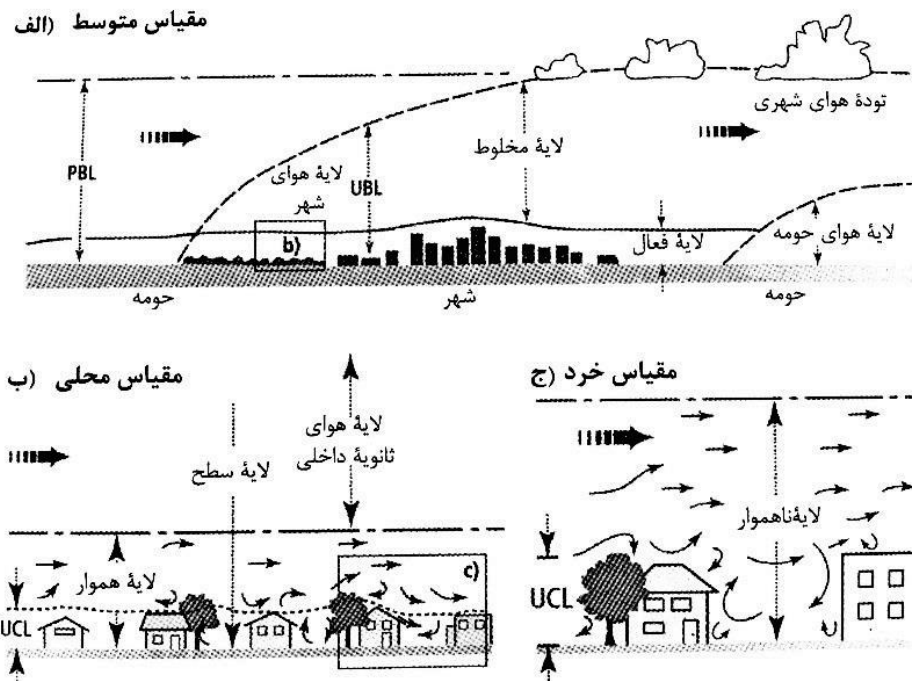 الف) مقیاس متوسط
تودهٔ هوای شهری
لایهٔ مخلوط
PBL
UBL
لایهٔ هوای
شهر
b)
لایهٔ فعال
لایهٔ هوای حومه
حومه
شهر
حومه
ب) مقیاس محلی
لایهٔ هوای
ثانویهٔ داخلی
لایهٔ سطح
لایهٔ هموار
UCL
c)
ج) مقیاس خرد
لایهٔ ناهموار
UCL